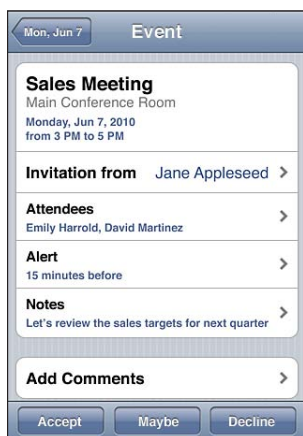 Mon, Jun 7
Event
Sales Meeting
Main Conference Room
Monday, Jun 7, 2010
from 3 PM to 5 PM
Invitation from Jane Appleseed
Attendees
Emily Harrold, David Martinez
Alert
15 minutes before
Notes
Let's review the sales targets for next quarter
Add Comments
Accept
Maybe
Decline